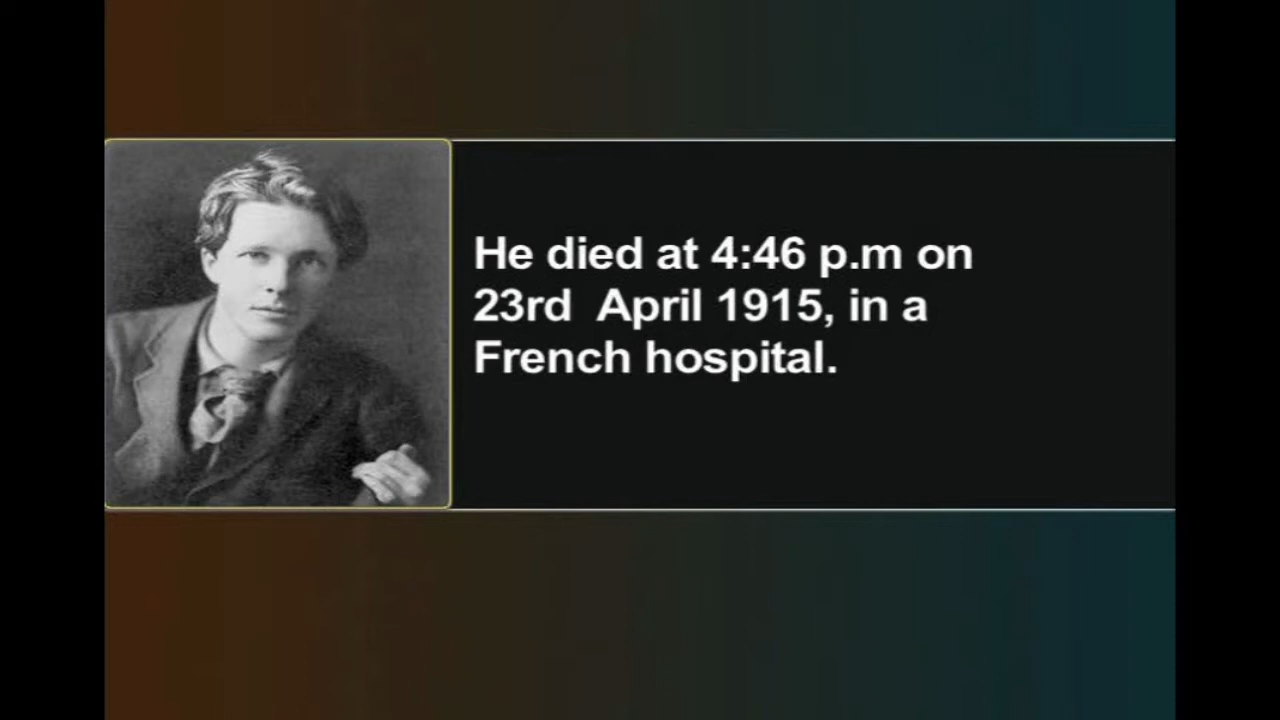 He died at 4:46 p.m on
23rd  April 1915, in a
French hospital.